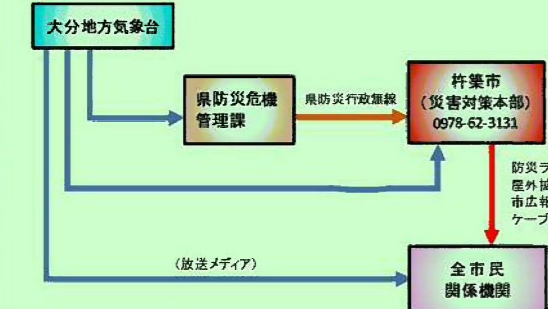 大分地方気象台
県防災危機
管理課
県防災行政無線
杵築市
(災害対策本部)
0978-62-3131
防災ラ
屋外拡
市広報
ケーブ
(放送メディア)
全市民
関係機関